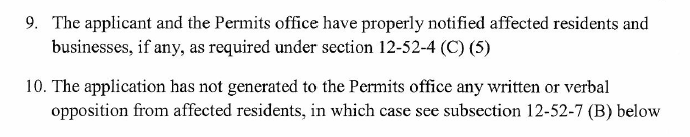 9. The applicant and the Permits office have properly notified affected residents and
businesses, if any, as required under section 12-52-4 (C) (5)
10. The application has not generated to the Permits office any written or verbal
opposition from affected residents, in which case see subsection 12-52-7 (B) below